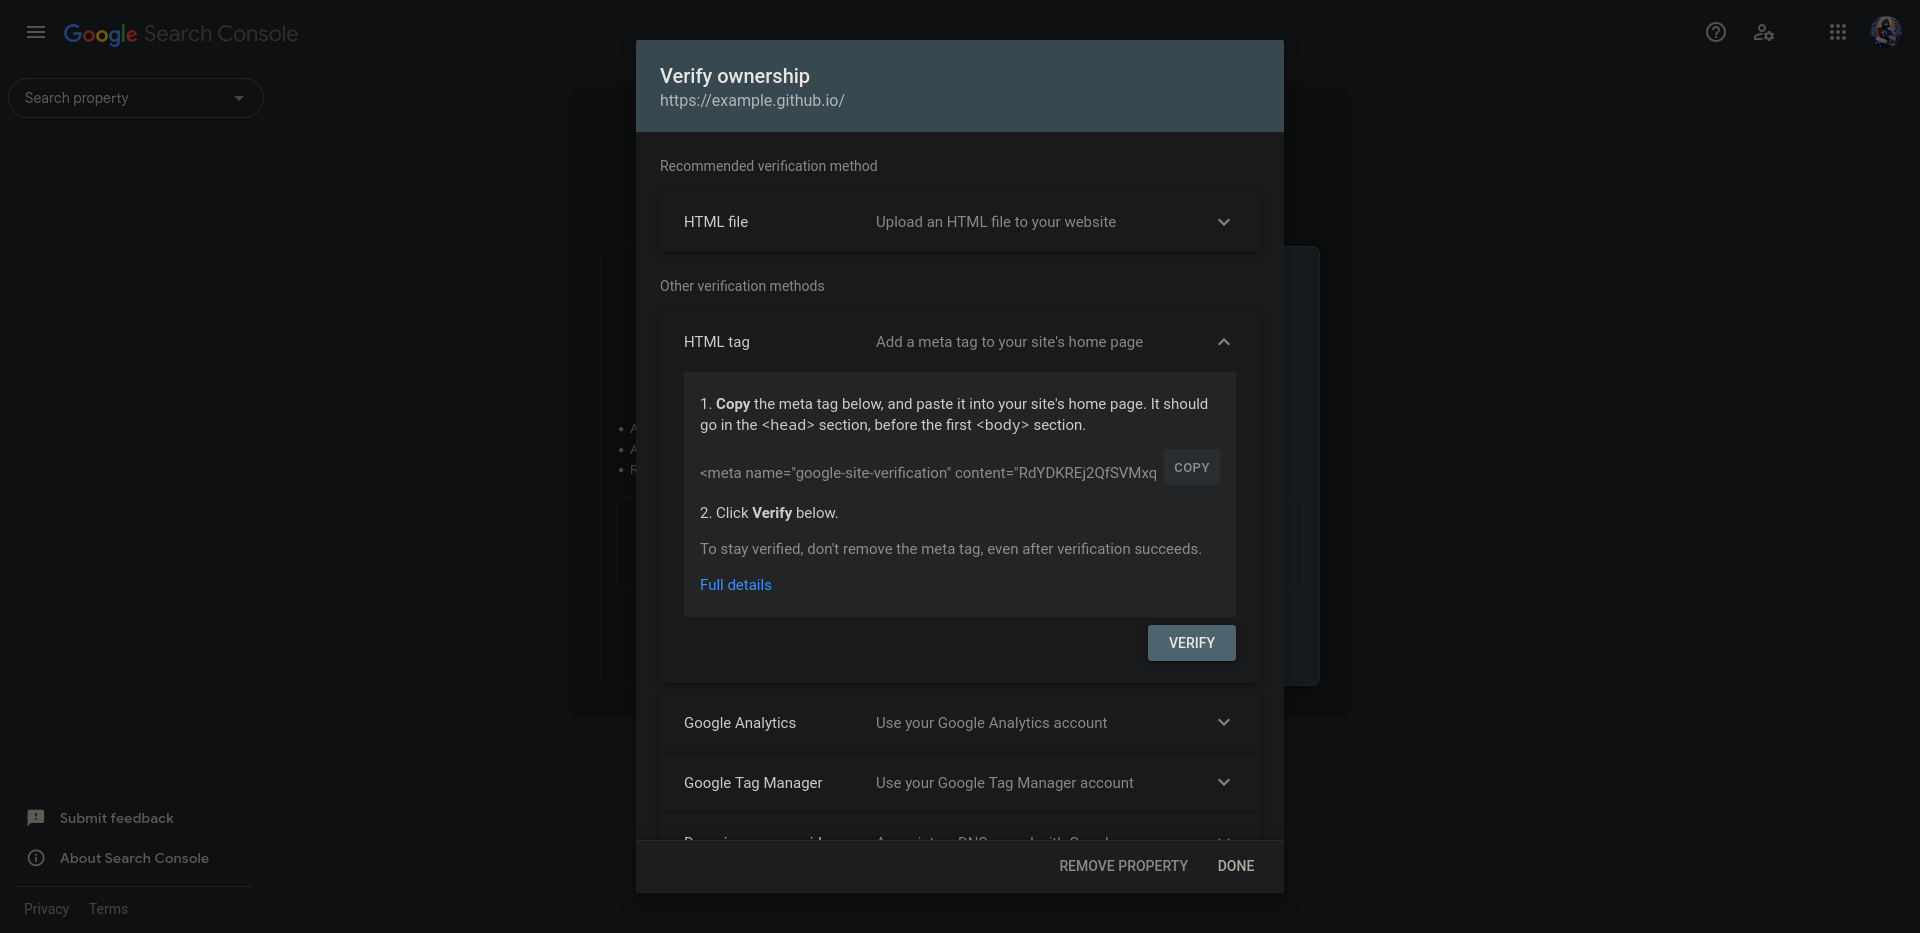 Google Search Console
Search property
Verify ownership
https://example.github.io/
Recommended verification method
HTML file
Upload an HTML file to your website
Other verification methods
HTML tag
Add a meta tag to your site's home page
1. Copy the meta tag below, and paste it into your site's home page. It should
go in the <head> section, before the first <body> section.
<meta name="google-site-verification" content="RdYDKREj2QfSVMxq
COPY
2. Click Verify below.
To stay verified, don't remove the meta tag, even after verification succeeds.
Full details
VERIFY
Google Analytics
Use your Google Analytics account
Google Tag Manager
Use your Google Tag Manager account
REMOVE PROPERTY
DONE
Submit feedback
About Search Console
Privacy
Terms